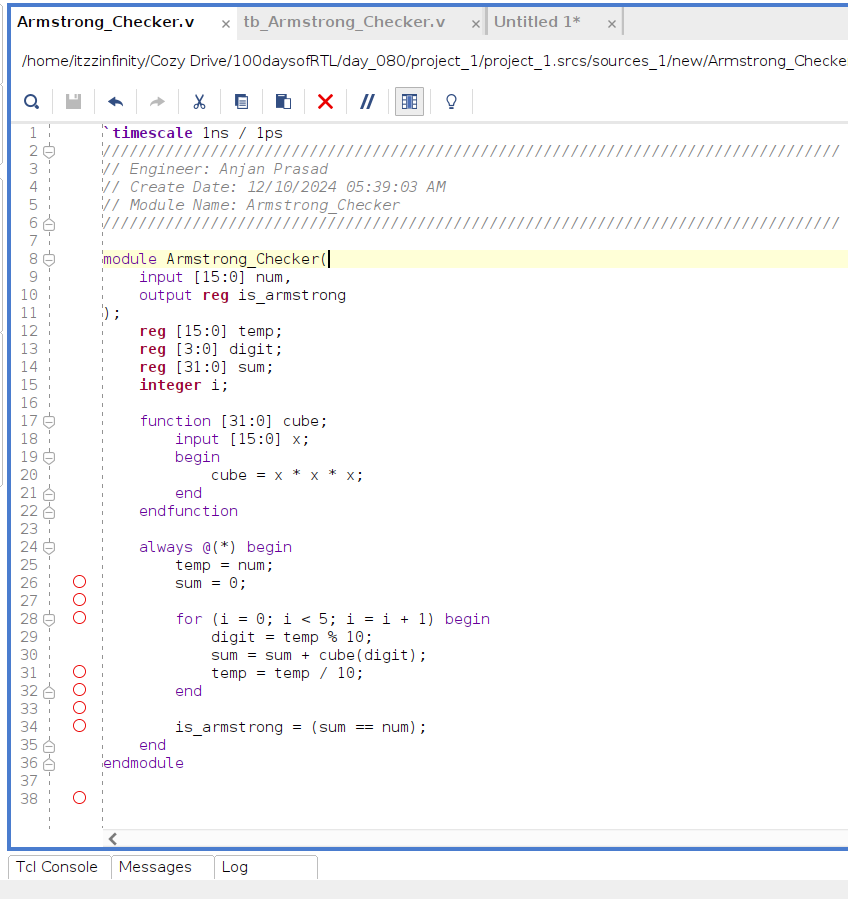 Armstrong_Checker.v × tb_Armstrong_Checker.v × Untitled 1* ×
/home/itzzinfinity/Cozy Drive/100daysofRTL/day_080/project_1/project_1.srcs/sources_1/new/Armstrong_Checke
1 `timescale 1ns / 1ps
2 //////////////////////////////////////////////////////////////////////////////////
3 // Engineer: Anjan Prasad
4 // Create Date: 12/10/2024 05:39:03 AM
5 // Module Name: Armstrong_Checker
6 //////////////////////////////////////////////////////////////////////////////////
7
8 module Armstrong_Checker(
9     input [15:0] num,
10     output reg is_armstrong
11 );
12     reg [15:0] temp;
13     reg [3:0] digit;
14     reg [31:0] sum;
15     integer i;
16
17     function [31:0] cube;
18         input [15:0] x;
19         begin
20             cube = x * x * x;
21         end
22     endfunction
23
24     always @(*) begin
25         temp = num;
26         sum = 0;
27
28         for (i = 0; i < 5; i = i + 1) begin
29             digit = temp % 10;
30             sum = sum + cube(digit);
31             temp = temp / 10;
32         end
33
34         is_armstrong = (sum == num);
35     end
36 endmodule
37
38
Tcl Console Messages Log